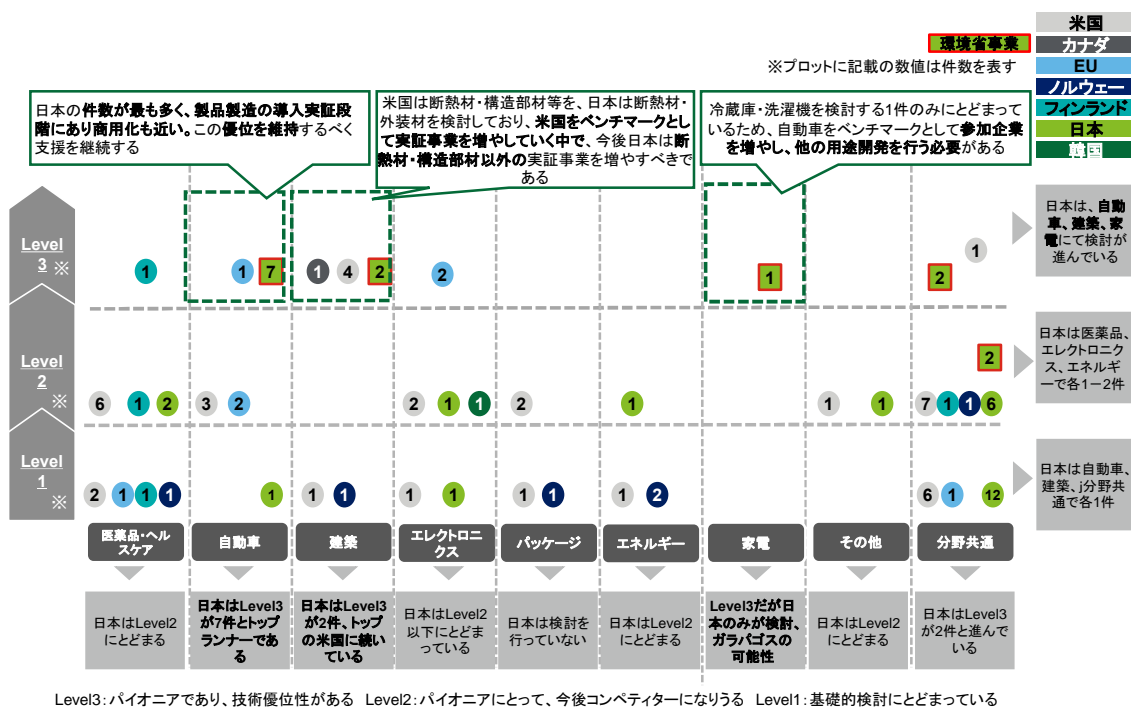 米国
環境省事業
カナダ
※プロットに記載の数値は件数を表す
EU
ノルウェー
フィンランド
日本
韓国
日本の件数が最も多く、製品製造の導入実証段
階にあり商用化も近い。この優位を維持するべく
支援を継続する
米国は断熱材・構造部材等を、日本は断熱材・
外装材を検討しており、米国をベンチマークとし
て実証事業を増やしていく中で、今後日本は断
熱材・構造部材以外の実証事業を増やすべきで
ある
冷蔵庫・洗濯機を検討する1件のみにとどまって
いるため、自動車をベンチマークとして参加企業
を増やし、他の用途開発を行う必要がある
Level
3 ※
1
1
7
1
4
2
2
1
2
1
日本は、自動
車、建築、家
電にて検討が
進んでいる
Level
2
※
6
1
2
3
2
2
1
1
2
1
1
1
7
1
1
6
2
日本は医薬品、
エレクトロニク
ス、エネルギ
ーで各1－2件
Level
1
※
2
1
1
1
1
1
1
1
1
1
1
1
2
6
1
12
日本は自動車、
建築、j分野共
通で各1件
医薬品・ヘル
スケア
自動車
建築
エレクトロニ
クス
パッケージ
エネルギー
家電
その他
分野共通
日本はLevel2
にとどまる
日本はLevel3
が7件とトップ
ランナーであ
る
日本はLevel3
が2件、トップ
の米国に続い
ている
日本はLevel2
以下にとどま
っている
日本は検討を
行っていない
日本はLevel2
にとどまる
Level3だが日
本のみが検討、
ガラパゴスの
可能性
日本はLevel2
にとどまる
日本はLevel3
が2件と進んで
いる
Level3：パイオニアであり、技術優位性がある Level2：パイオニアにとって、今後コンペティターになりうる Level1：基礎的検討にとどまっている